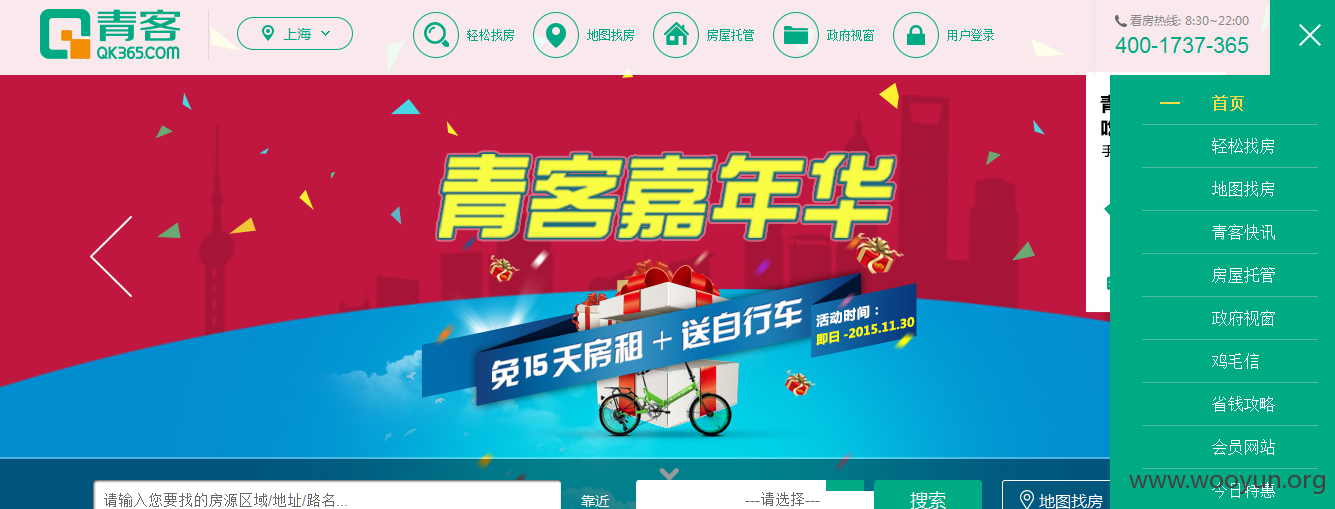 青客
QK365.COM
上海
轻松找房
地图找房
房屋托管
政府视窗
用户登录
看房热线: 8:30~22:00
400-1737-365
青客嘉年华
免15天房租 + 送自行车
活动时间：
即日 -2015.11.30
首页
轻松找房
地图找房
青客快讯
房屋托管
政府视窗
鸡毛信
省钱攻略
会员网站
今日特惠
请输入您要找的房源区域/地址/路名...
靠近
---请选择---
搜索
地图找房
www.wooyun.org